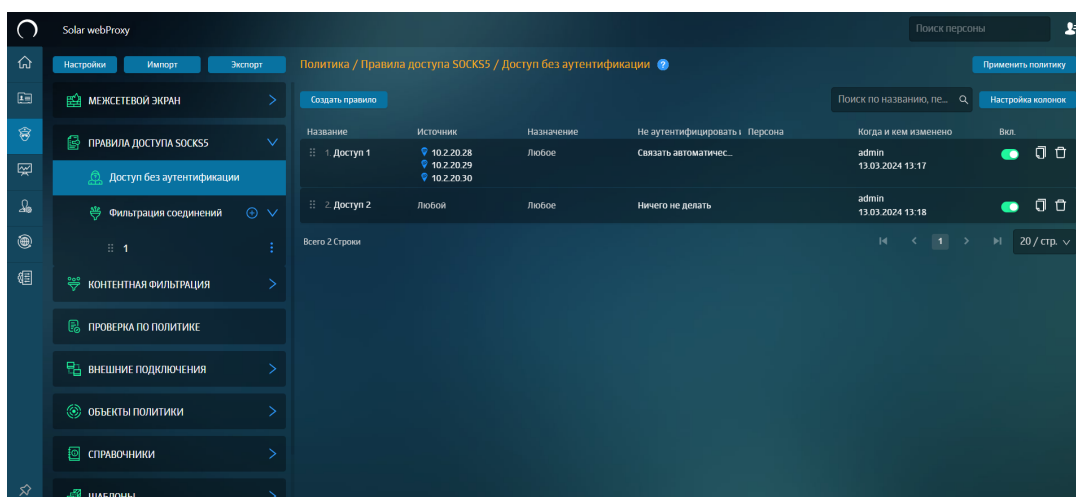 Solar webProxy
Поиск персоны
Настройки
Импорт
Экспорт
Политика / Правила доступа SOCKS5 / Доступ без аутентификации ?
Применить политику
МЕЖСЕТЕВОЙ ЭКРАН
ПРАВИЛА ДОСТУПА SOCKS5
Доступ без аутентификации
Фильтрация соединений
1
КОНТЕНТНАЯ ФИЛЬТРАЦИЯ
ПРОВЕРКА ПО ПОЛИТИКЕ
ВНЕШНИЕ ПОДКЛЮЧЕНИЯ
ОБЪЕКТЫ ПОЛИТИКИ
СПРАВОЧНИКИ
ШАБЛОНЫ
Создать правило
Поиск по названию, пе...
Настройка колонок
Название Источник Назначение Не аутентифицировать Персона Когда и кем изменено Вкл.
1. Доступ 1 10.2.20.28 Любое Связать автоматичес... admin
10.2.20.29 13.03.2024 13:17
10.2.20.30
2. Доступ 2 Любой Любое Ничего не делать admin
13.03.2024 13:18
Всего 2 Строки
1
20 / стр.